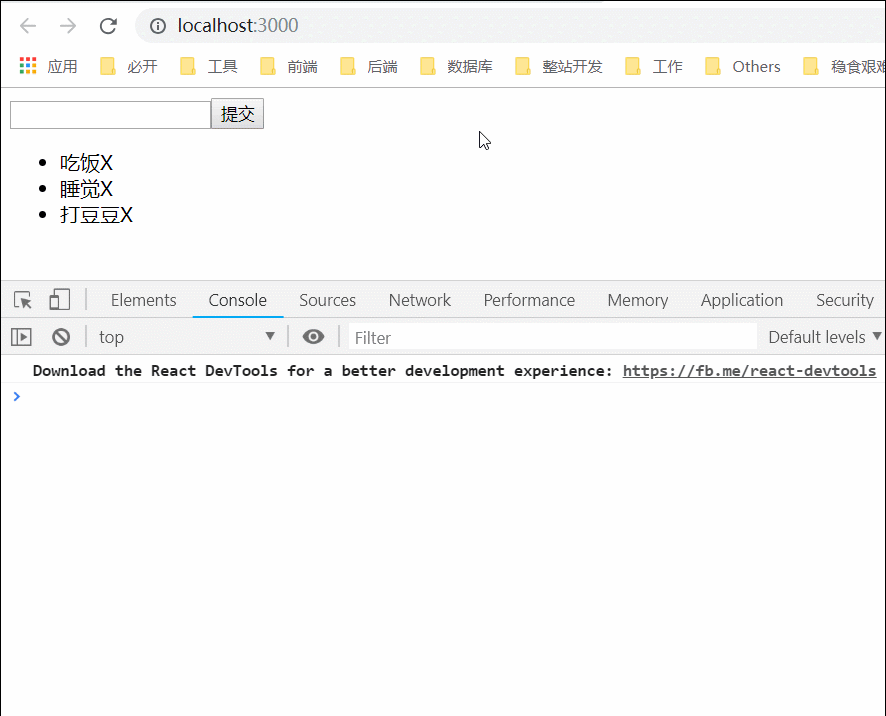 localhost:3000
应用 必开 工具 前端 后端 数据库 整站开发 工作 Others 稳食艰难
提交
吃饭X
睡觉X
打豆豆X
Elements Console Sources Network Performance Memory Application Security
top Filter Default levels
Download the React DevTools for a better development experience: https://fb.me/react-devtools